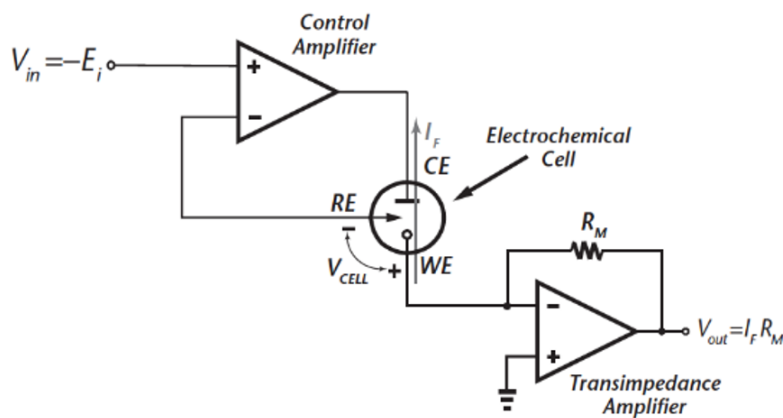 Control
Amplifier
V_in = –E_i
+
–
I_F
Electrochemical
Cell
CE
RE
–
V_CELL
+
WE
R_M
–
+
V_out = I_F R_M
Transimpedance
Amplifier